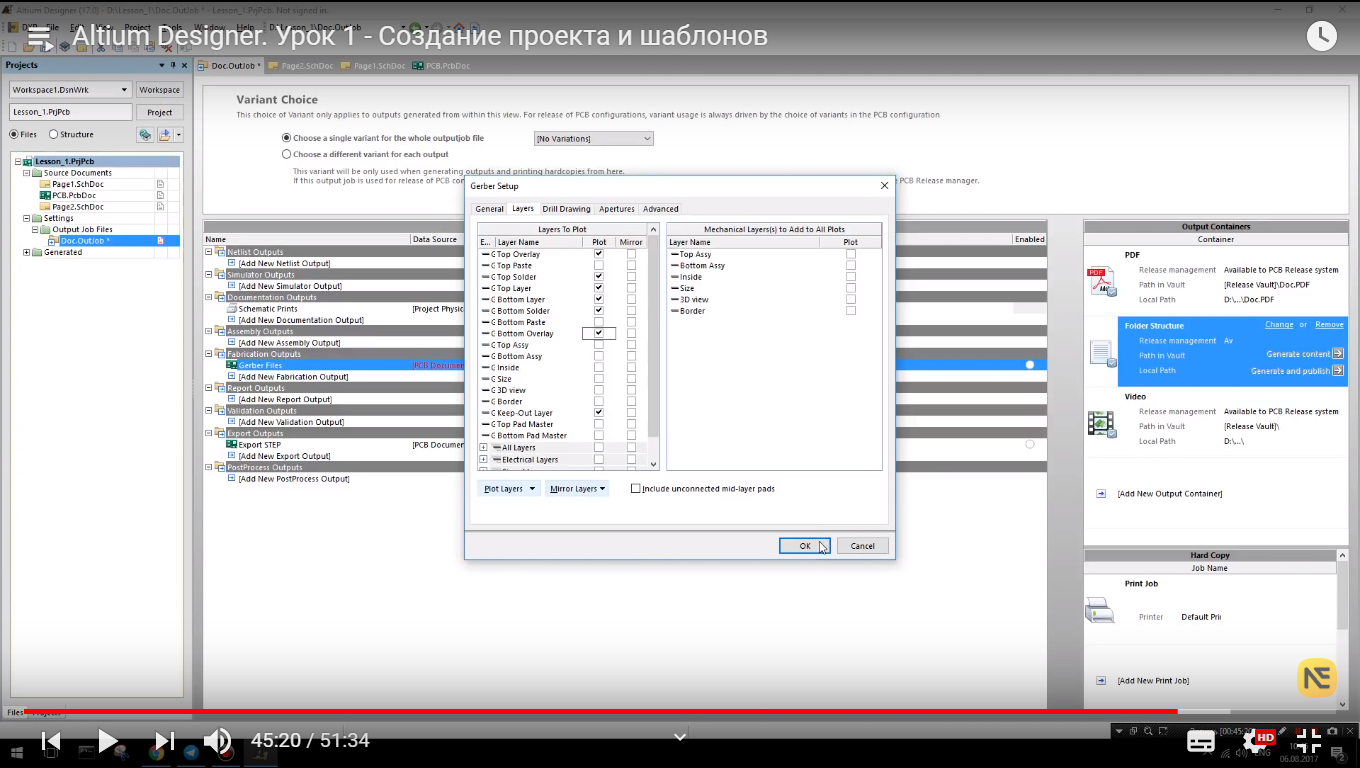 Altium Designer (17.0) - D:\Lesson_1\Doc.OutJob * - Lesson_1.PrjPcb. Not signed in.
Altium Designer. Урок 1 - Создание проекта и шаблонов
Projects
Doc.OutJob *
Page2.SchDoc
Page1.SchDoc
PCB.PcbDoc
Workspace1.DsnWrk
Workspace
Lesson_1.PrjPcb
Project
Files
Structure
Lesson_1.PrjPcb
Source Documents
Page1.SchDoc
PCB.PcbDoc
Page2.SchDoc
Settings
Output Job Files
Doc.OutJob *
Generated
Variant Choice
This choice of Variant only applies to outputs generated from within this view. For release of PCB configurations, variant usage is always driven by the choice of variants in the PCB configuration
Choose a single variant for the whole outputjob file
[No Variations]
Choose a different variant for each output
This variant will be only used when generating outputs and printing hardcopies from here.
If this output job is used for release of PCB
PCB Release manager.
Name
Data Source
Enabled
Netlist Outputs
[Add New Netlist Output]
Simulator Outputs
[Add New Simulator Output]
Documentation Outputs
Schematic Prints
[Project Physic
[Add New Documentation Output]
Assembly Outputs
[Add New Assembly Output]
Fabrication Outputs
Gerber Files
[PCB Documen
[Add New Fabrication Output]
Report Outputs
[Add New Report Output]
Validation Outputs
[Add New Validation Output]
Export Outputs
Export STEP
[PCB Documen
[Add New Export Output]
PostProcess Outputs
[Add New PostProcess Output]
Gerber Setup
General
Layers
Drill Drawing
Apertures
Advanced
Layers To Plot
E... Layer Name Plot Mirror
G Top Overlay
G Top Paste
G Top Solder
G Top Layer
G Bottom Layer
G Bottom Solder
G Bottom Paste
G Bottom Overlay
G Top Assy
G Bottom Assy
G Inside
G Size
G 3D view
G Border
G Keep-Out Layer
G Top Pad Master
G Bottom Pad Master
All Layers
Electrical Layers
Mechanical Layers(s) to Add to All Plots
Layer Name Plot
Top Assy
Bottom Assy
Inside
Size
3D view
Border
Plot Layers
Mirror Layers
Include unconnected mid-layer pads
OK
Cancel
Output Containers
Container
PDF
Release management Available to PCB Release system
Path in Vault [Release Vault]\Doc.PDF
Local Path D:\...\Doc.PDF
Folder Structure
Change or Remove
Release management Av
Path in Vault
Generate content
Local Path
Generate and publish
Video
Release management Available to PCB Release system
Path in Vault [Release Vault]\
Local Path D:\...\
[Add New Output Container]
Hard Copy
Job Name
Print Job
Printer Default Pri
[Add New Print Job]
NE
Files
Projects
45:20 / 51:34
HD
ENG
06.08.2017